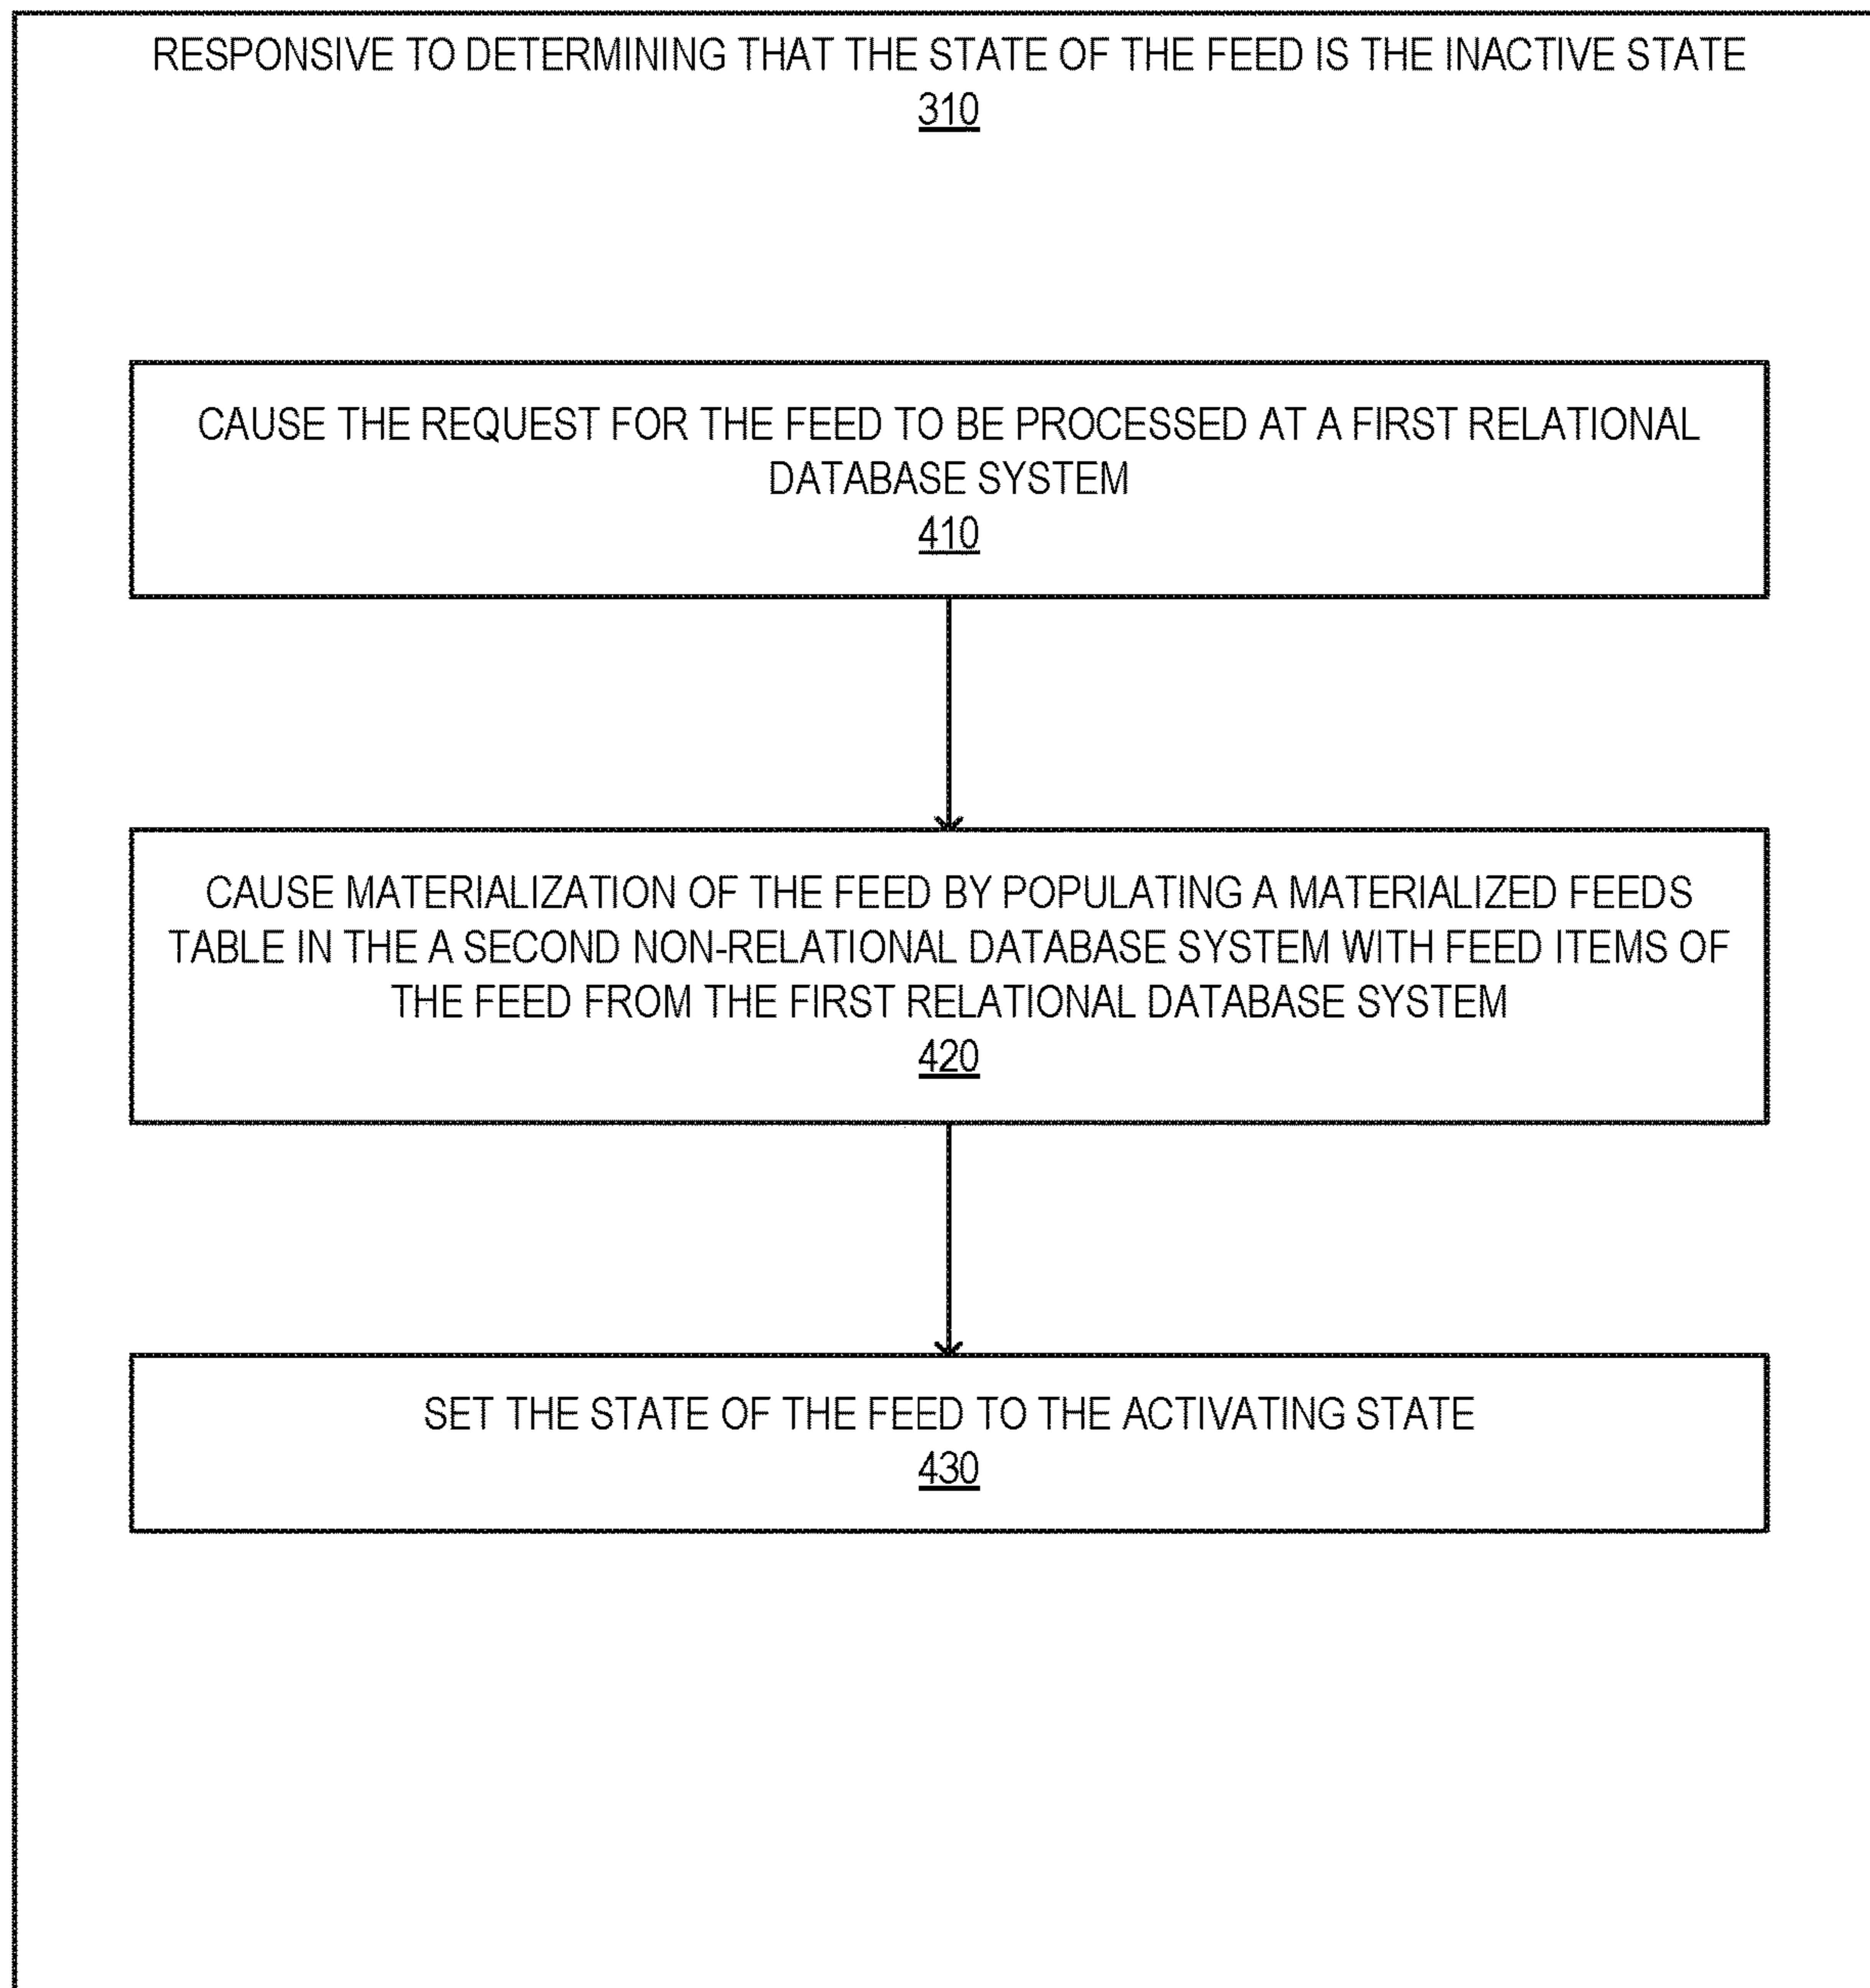 RESPONSIVE TO DETERMINING THAT THE STATE OF THE FEED IS THE INACTIVE STATE
310
CAUSE THE REQUEST FOR THE FEED TO BE PROCESSED AT A FIRST RELATIONAL
DATABASE SYSTEM
410
CAUSE MATERIALIZATION OF THE FEED BY POPULATING A MATERIALIZED FEEDS
TABLE IN THE A SECOND NON-RELATIONAL DATABASE SYSTEM WITH FEED ITEMS OF
THE FEED FROM THE FIRST RELATIONAL DATABASE SYSTEM
420
SET THE STATE OF THE FEED TO THE ACTIVATING STATE
430